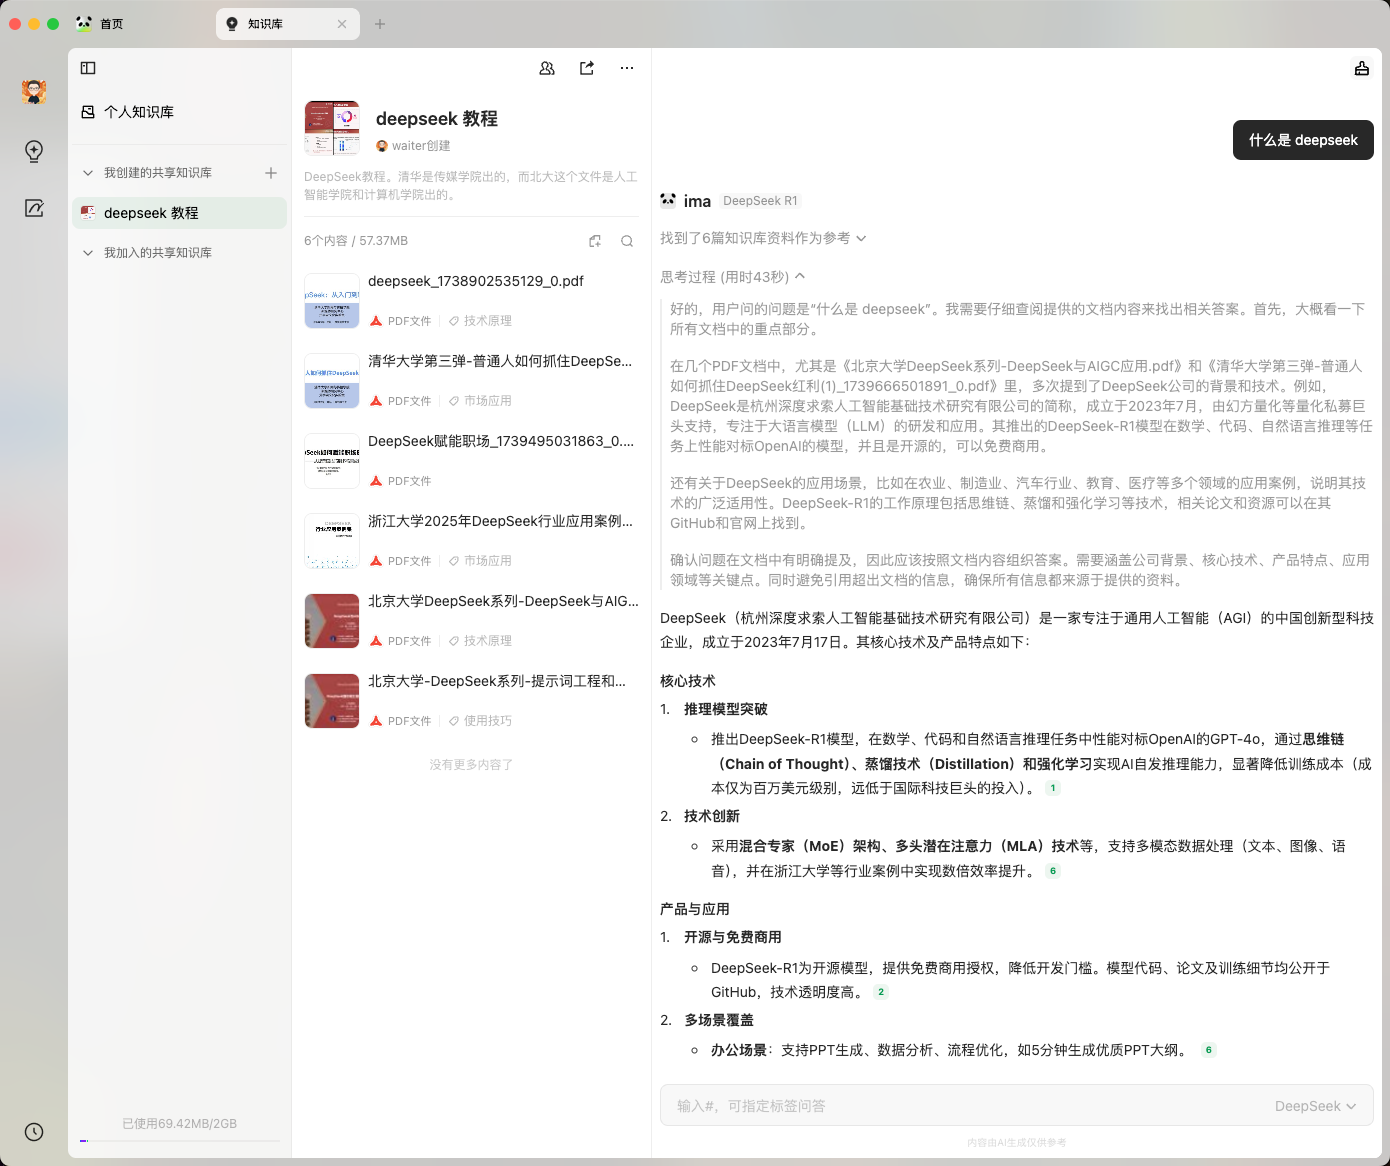 首页
知识库
个人知识库
我创建的共享知识库
deepseek 教程
我加入的共享知识库
已使用69.42MB/2GB
deepseek 教程
waiter创建
DeepSeek教程。清华是传媒学院出的，而北大这个文件是人工
智能学院和计算机学院出的。
6个内容 / 57.37MB
deepseek_1738902535129_0.pdf
PDF文件 技术原理
清华大学第三弹-普通人如何抓住DeepSe...
PDF文件 市场应用
DeepSeek赋能职场_1739495031863_0....
PDF文件
浙江大学2025年DeepSeek行业应用案例...
PDF文件 市场应用
北京大学DeepSeek系列-DeepSeek与AIG...
PDF文件 技术原理
北京大学-DeepSeek系列-提示词工程和...
PDF文件 使用技巧
没有更多内容了
什么是 deepseek
ima DeepSeek R1
找到了6篇知识库资料作为参考
思考过程 (用时43秒)
好的，用户问的问题是“什么是 deepseek”。我需要仔细查阅提供的文档内容来找出相关答案。首先，大概看一下
所有文档中的重点部分。
在几个PDF文档中，尤其是《北京大学DeepSeek系列-DeepSeek与AIGC应用.pdf》和《清华大学第三弹-普通人
如何抓住DeepSeek红利(1)_1739666501891_0.pdf》里，多次提到了DeepSeek公司的背景和技术。例如，
DeepSeek是杭州深度求索人工智能基础技术研究有限公司的简称，成立于2023年7月，由幻方量化等量化私募巨
头支持，专注于大语言模型（LLM）的研发和应用。其推出的DeepSeek-R1模型在数学、代码、自然语言推理等任
务上性能对标OpenAI的模型，并且是开源的，可以免费商用。
还有关于DeepSeek的应用场景，比如在农业、制造业、汽车行业、教育、医疗等多个领域的应用案例，说明其技
术的广泛适用性。DeepSeek-R1的工作原理包括思维链、蒸馏和强化学习等技术，相关论文和资源可以在其
GitHub和官网上找到。
确认问题在文档中有明确提及，因此应该按照文档内容组织答案。需要涵盖公司背景、核心技术、产品特点、应用
领域等关键点。同时避免引用超出文档的信息，确保所有信息都来源于提供的资料。
DeepSeek（杭州深度求索人工智能基础技术研究有限公司）是一家专注于通用人工智能（AGI）的中国创新型科技
企业，成立于2023年7月17日。其核心技术及产品特点如下：
核心技术
1. 推理模型突破
推出DeepSeek-R1模型，在数学、代码和自然语言推理任务中性能对标OpenAI的GPT-4o，通过思维链
（Chain of Thought）、蒸馏技术（Distillation）和强化学习实现AI自发推理能力，显著降低训练成本（成
本仅为百万美元级别，远低于国际科技巨头的投入）。 1
2. 技术创新
采用混合专家（MoE）架构、多头潜在注意力（MLA）技术等，支持多模态数据处理（文本、图像、语
音），并在浙江大学等行业案例中实现数倍效率提升。 6
产品与应用
1. 开源与免费商用
DeepSeek-R1为开源模型，提供免费商用授权，降低开发门槛。模型代码、论文及训练细节均公开于
GitHub，技术透明度高。 2
2. 多场景覆盖
办公场景：支持PPT生成、数据分析、流程优化，如5分钟生成优质PPT大纲。 6
输入#，可指定标签问答
DeepSeek
内容由AI生成仅供参考